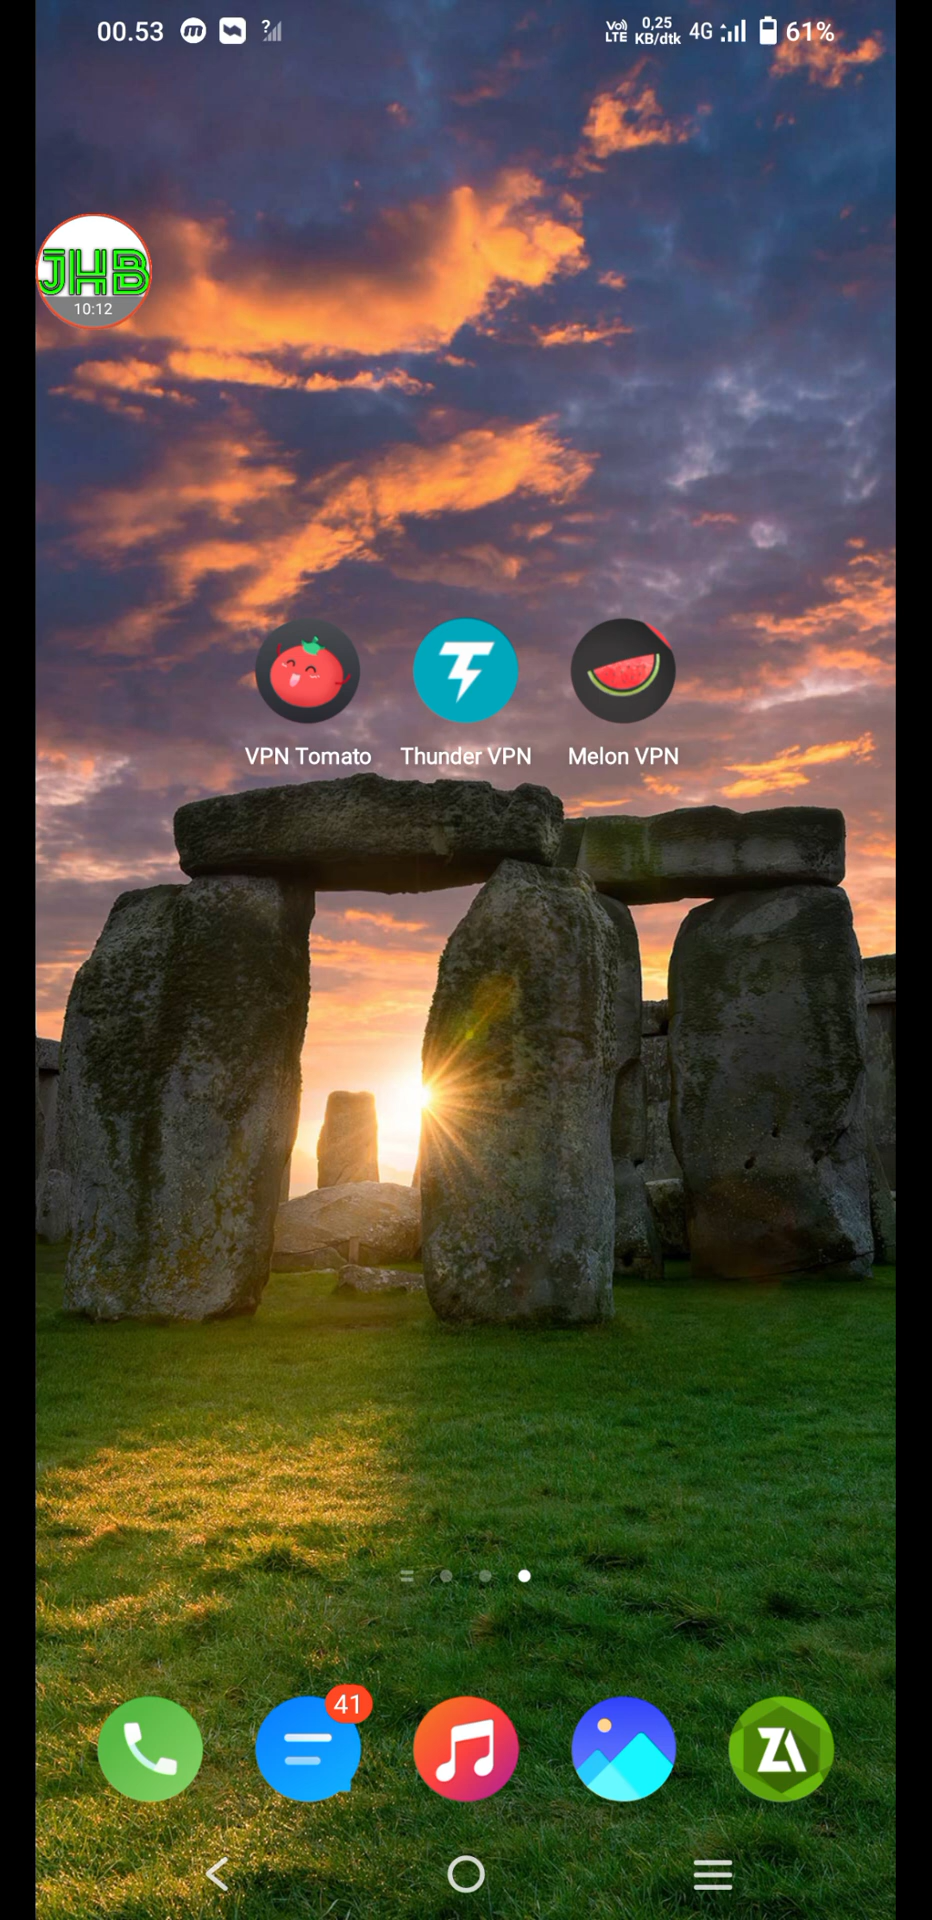 00.53
?
Vo))
LTE
0,25
KB/dtk
4G
61%
JHB
10:12
VPN Tomato
Thunder VPN
Melon VPN
41
ZA